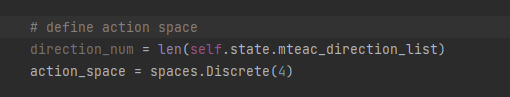 # define action space
direction_num = len(self.state.mteac_direction_list)
action_space = spaces.Discrete(4)